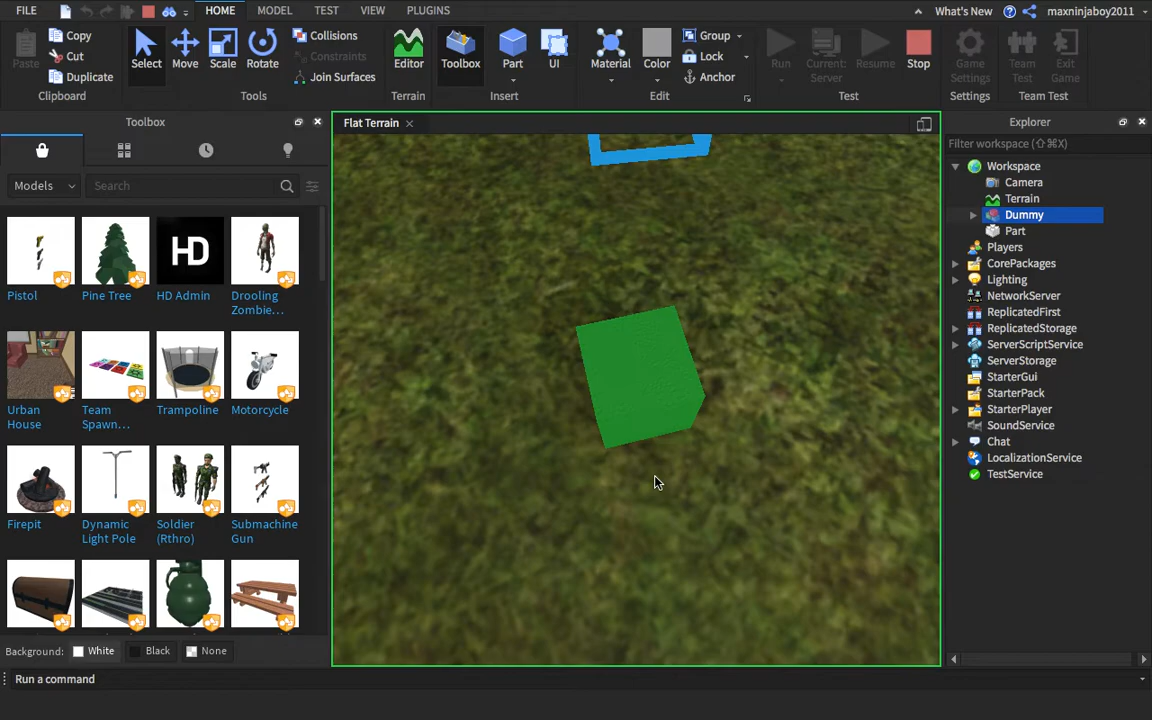 FILE
HOME
MODEL
TEST
VIEW
PLUGINS
What's New
maxninjaboy2011
Paste
Copy
Cut
Duplicate
Clipboard
Select
Move
Scale
Rotate
Collisions
Constraints
Join Surfaces
Tools
Editor
Terrain
Toolbox
Part
UI
Insert
Material
Color
Group
Lock
Anchor
Edit
Run
Current:
Server
Resume
Stop
Test
Game
Settings
Settings
Team
Test
Exit
Game
Team Test
Toolbox
Models
Search
Pistol
Pine Tree
HD
HD Admin
Drooling
Zombie...
Urban
House
Team
Spawn...
Trampoline
Motorcycle
Firepit
Dynamic
Light Pole
Soldier
(Rthro)
Submachine
Gun
Background:
White
Black
None
Flat Terrain
Explorer
Filter workspace (⇧⌘X)
Workspace
Camera
Terrain
Dummy
Part
Players
CorePackages
Lighting
NetworkServer
ReplicatedFirst
ReplicatedStorage
ServerScriptService
ServerStorage
StarterGui
StarterPack
StarterPlayer
SoundService
Chat
LocalizationService
TestService
Run a command